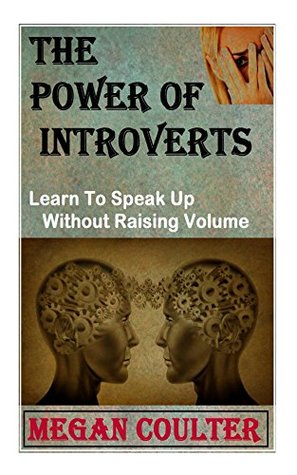 THE
POWER OF
INTROVERTS
Learn To Speak Up
Without Raising Volume
MEGAN COULTER